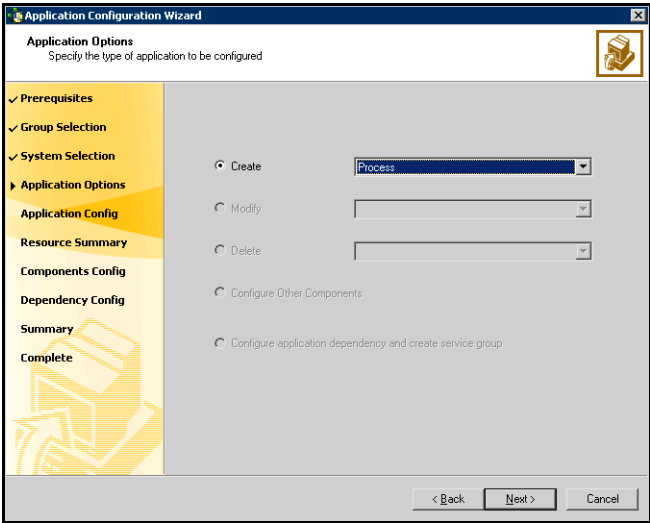 Application Configuration Wizard
Application Options
Specify the type of application to be configured
Prerequisites
Group Selection
System Selection
Application Options
Application Config
Resource Summary
Components Config
Dependency Config
Summary
Complete
Create
Process
Modify
Delete
Configure Other Components
Configure application dependency and create service group
< Back
Next >
Cancel